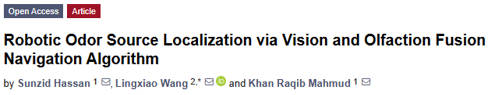 Open Access Article
Robotic Odor Source Localization via Vision and Olfaction Fusion
Navigation Algorithm
by Sunzid Hassan 1, Lingxiao Wang 2,* and Khan Raqib Mahmud 1